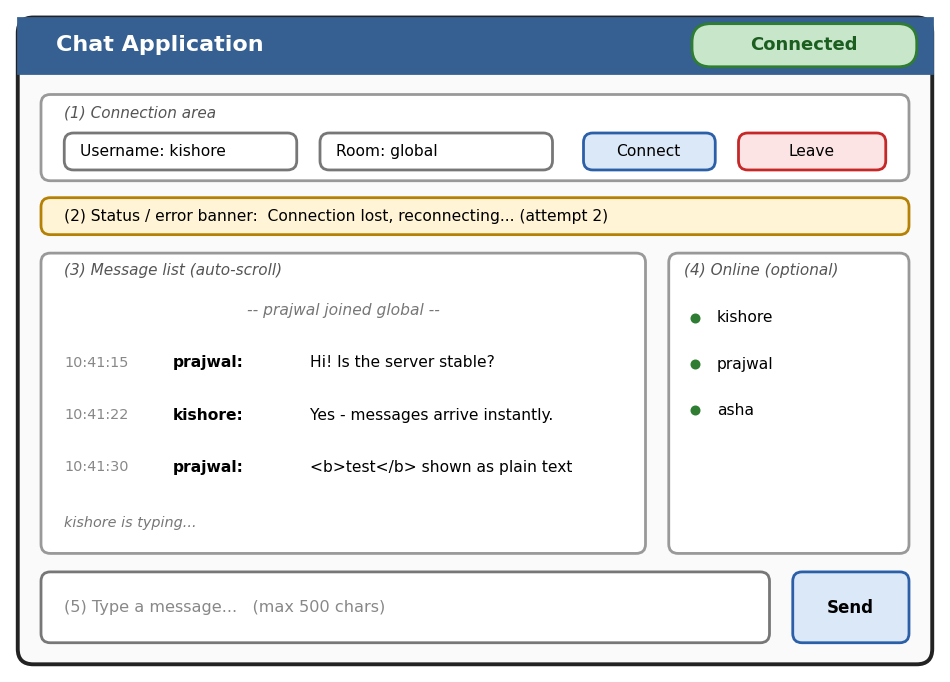 Chat Application
Connected
(1) Connection area
Username: kishore
Room: global
Connect
Leave
(2) Status / error banner:  Connection lost, reconnecting... (attempt 2)
(3) Message list (auto-scroll)
-- prajwal joined global --
10:41:15 prajwal: Hi! Is the server stable?
10:41:22 kishore: Yes - messages arrive instantly.
10:41:30 prajwal: <b>test</b> shown as plain text
kishore is typing...
(4) Online (optional)
kishore
prajwal
asha
(5) Type a message...   (max 500 chars)
Send